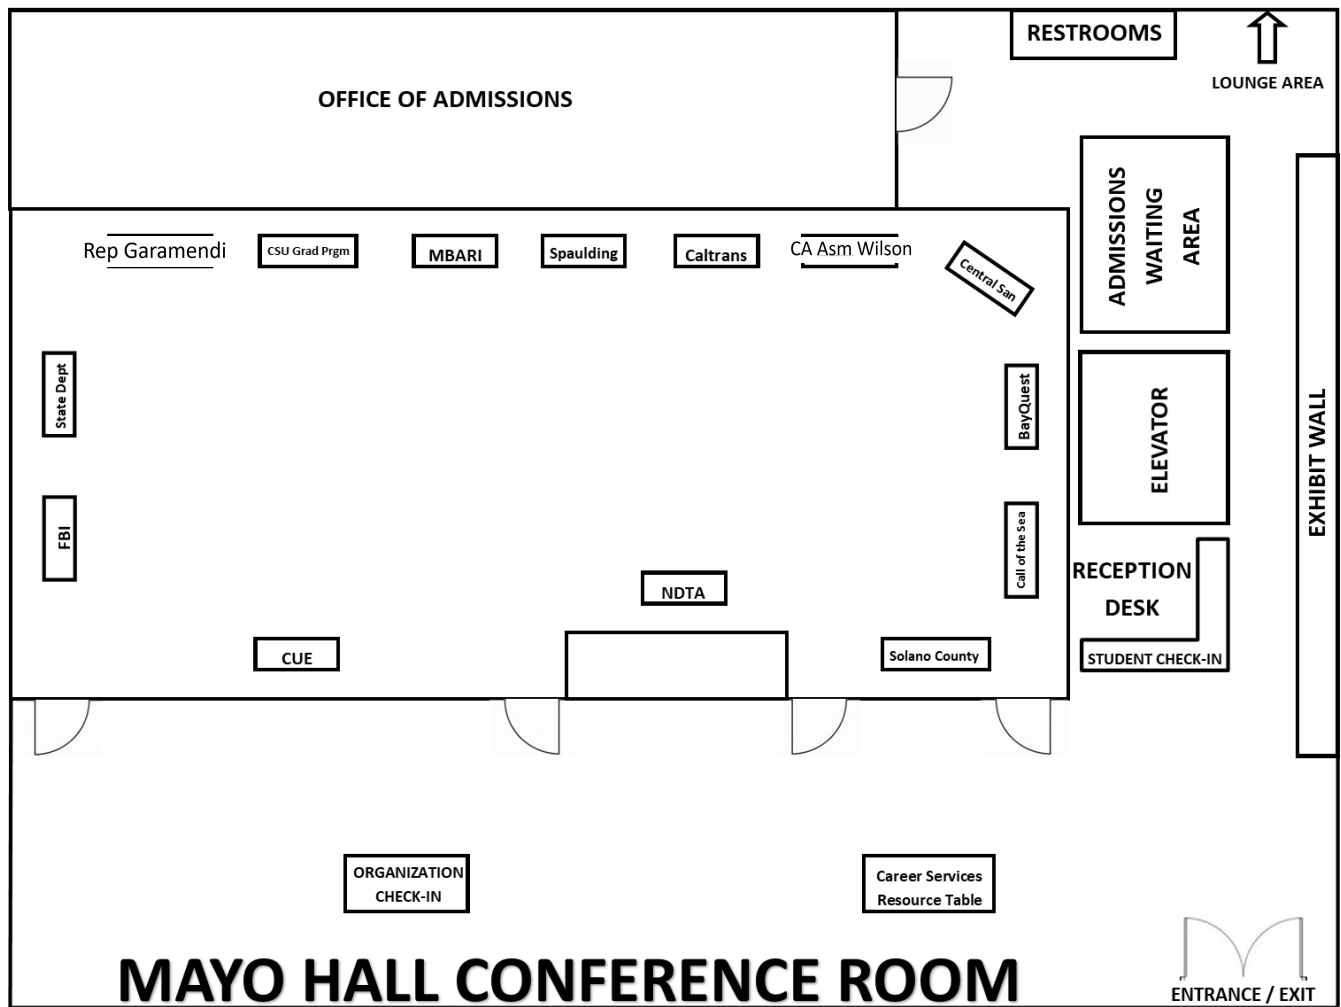 RESTROOMS
LOUNGE AREA
OFFICE OF ADMISSIONS
ADMISSIONS
WAITING
AREA
Rep Garamendi
CSU Grad Prgm
MBARI
Spaulding
Caltrans
CA Asm Wilson
Central San
State Dept
BayQuest
ELEVATOR
EXHIBIT WALL
FBI
Call of the Sea
RECEPTION
DESK
NDTA
CUE
Solano County
STUDENT CHECK-IN
ORGANIZATION
CHECK-IN
Career Services
Resource Table
MAYO HALL CONFERENCE ROOM
ENTRANCE / EXIT